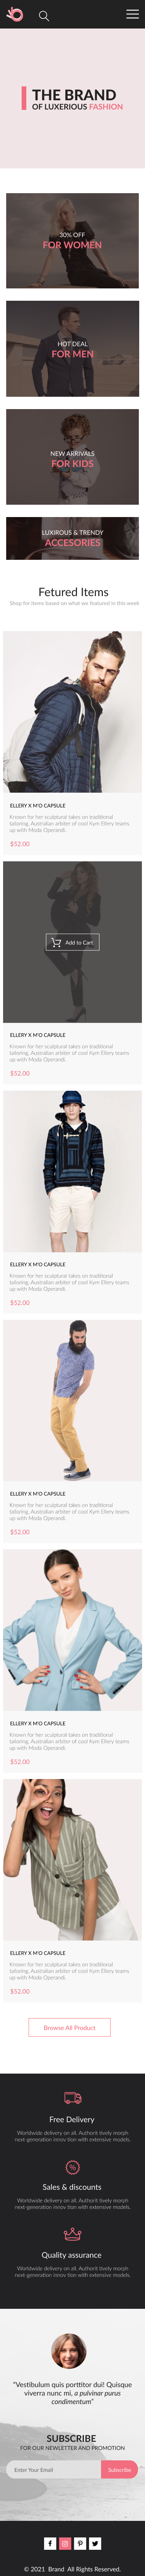 THE BRAND
OF LUXERIOUS FASHION
30% OFF
FOR WOMEN
HOT DEAL
FOR MEN
NEW ARRIVALS
FOR KIDS
LUXIROUS & TRENDY
ACCESORIES
Fetured Items
Shop for items based on what we featured in this week
ELLERY X M'O CAPSULE
Known for her sculptural takes on traditional
tailoring, Australian arbiter of cool Kym Ellery teams
up with Moda Operandi.
$52.00
Add to Cart
ELLERY X M'O CAPSULE
Known for her sculptural takes on traditional
tailoring, Australian arbiter of cool Kym Ellery teams
up with Moda Operandi.
$52.00
ELLERY X M'O CAPSULE
Known for her sculptural takes on traditional
tailoring, Australian arbiter of cool Kym Ellery teams
up with Moda Operandi.
$52.00
ELLERY X M'O CAPSULE
Known for her sculptural takes on traditional
tailoring, Australian arbiter of cool Kym Ellery teams
up with Moda Operandi.
$52.00
ELLERY X M'O CAPSULE
Known for her sculptural takes on traditional
tailoring, Australian arbiter of cool Kym Ellery teams
up with Moda Operandi.
$52.00
ELLERY X M'O CAPSULE
Known for her sculptural takes on traditional
tailoring, Australian arbiter of cool Kym Ellery teams
up with Moda Operandi.
$52.00
Browse All Product
Free Delivery
Worldwide delivery on all. Authorit tively morph
next-generation innov tion with extensive models.
Sales & discounts
Worldwide delivery on all. Authorit tively morph
next-generation innov tion with extensive models.
Quality assurance
Worldwide delivery on all. Authorit tively morph
next-generation innov tion with extensive models.
"Vestibulum quis porttitor dui! Quisque
viverra nunc mi, a pulvinar purus
condimentum"
SUBSCRIBE
FOR OUR NEWLETTER AND PROMOTION
Enter Your Email
Subscribe
© 2021 Brand All Rights Reserved.